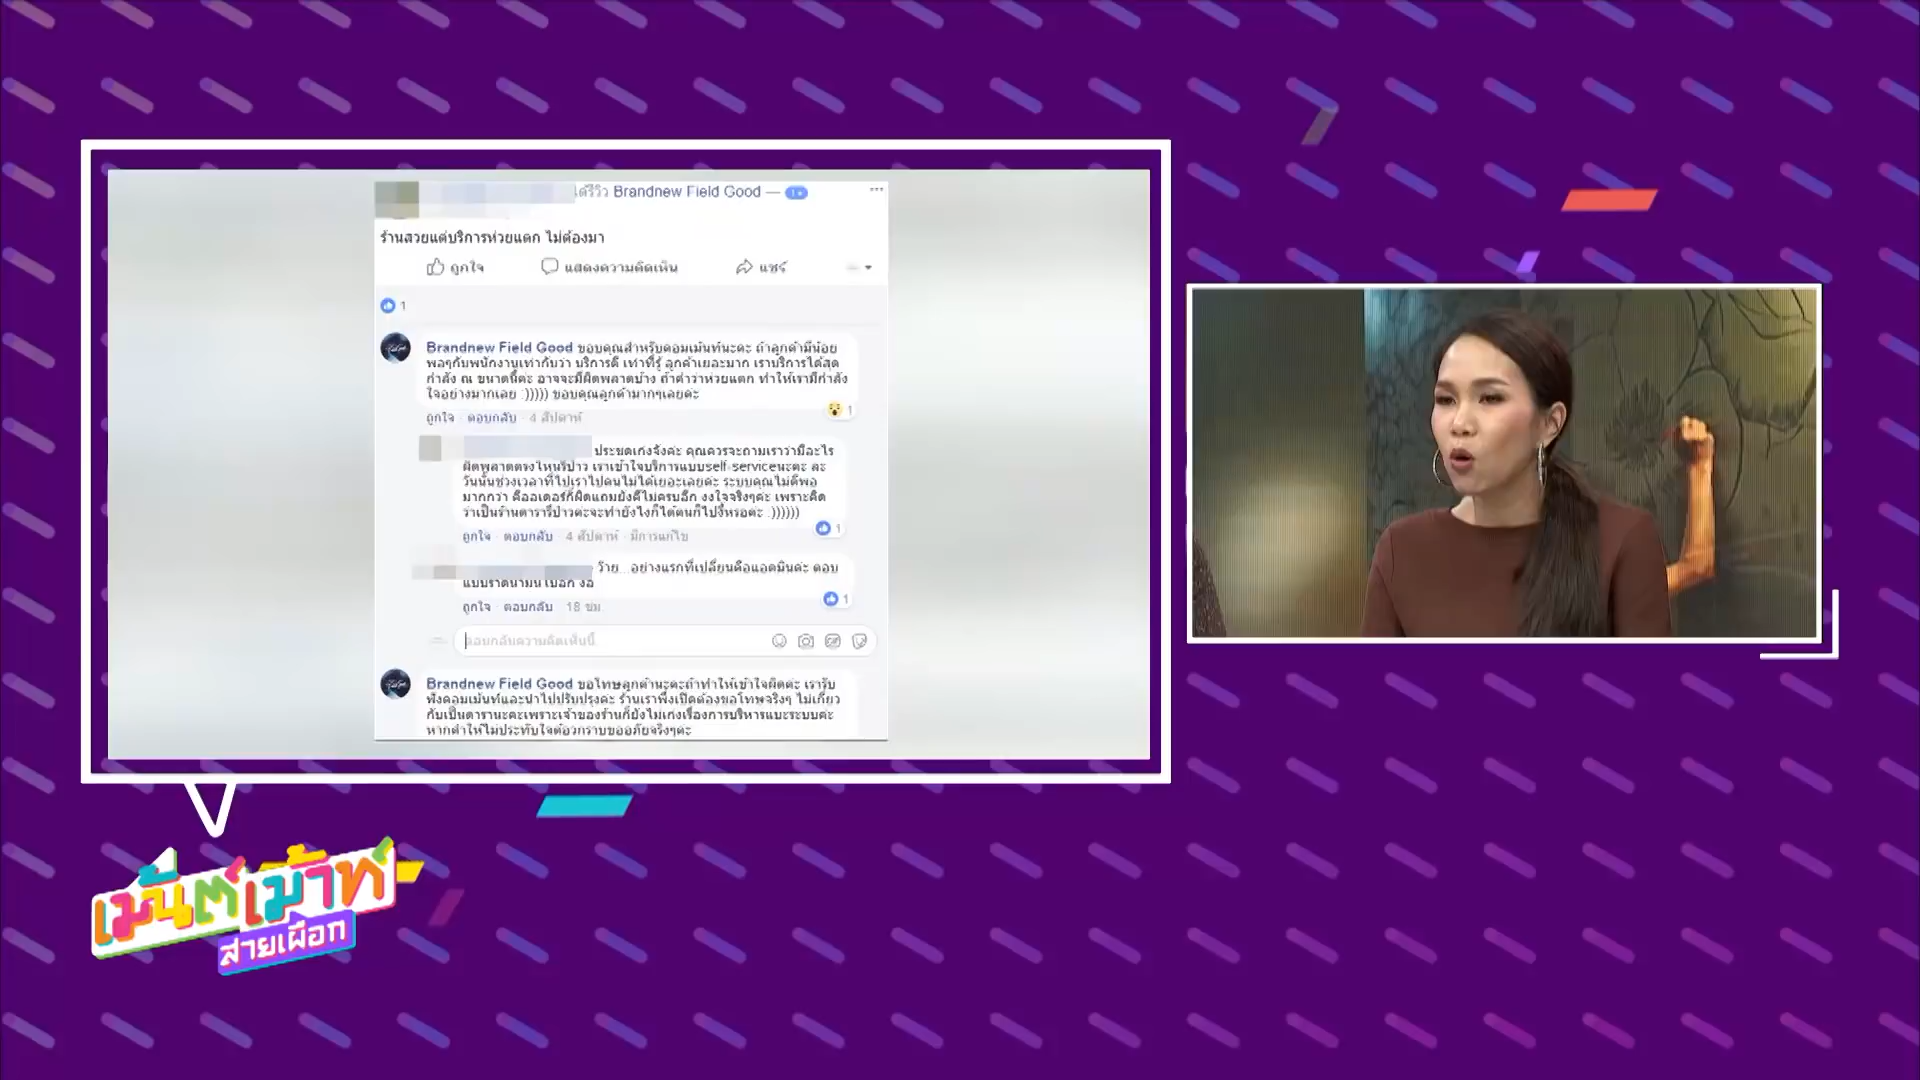 ได้รีวิว Brandnew Field Good — 1★
ร้านสวยแต่บริการห่วยแตก ไม่ต้องมา
ถูกใจ แสดงความคิดเห็น แชร์
1
Brandnew Field Good ขอบคุณสำหรับคอมเม้นท์นะคะ ถ้าลูกค้ามีน้อย
พอๆกับพนักงานเท่ากับว่า บริการดี เท่าที่รู้ ลูกค้าเยอะมาก เราบริการได้สุด
กำลัง ณ ขนาดนี้ค่ะ อาจจะมีผิดพลาดบ้าง ถ้าคำว่าห่วยแตก ทำให้เรามีกำลัง
ใจอย่างมากเลย :))))) ขอบคุณลูกค้ามากๆเลยค่ะ
1
ถูกใจ · ตอบกลับ · 4 สัปดาห์
ประชดเก่งจังค่ะ คุณควรจะถามเราว่ามีอะไร
ผิดพลาดตรงไหนรึป่าว เราเข้าใจบริการแบบself-serviceนะคะ ละ
วันนั้นช่วงเวลาที่ไปเราไปคนไม่ได้เยอะเลยค่ะ ระบบคุณไม่ดีพอ
มากกว่า คือออเดอร์ก็ผิดแถมยังคีไม่ครบอีก งงใจจริงๆค่ะ เพราะคิด
ว่าเป็นร้านดารารึป่าวคะจะทำยังไงก็ได้คนก็ไปงี้หรอคะ :))))))
1
ถูกใจ · ตอบกลับ · 4 สัปดาห์ · มีการแก้ไข
ว้าย...อย่างแรกที่เปลี่ยนคือแอดมินค่ะ ตอบ
แบบราดน้ำมันไปอีก งือ
1
ถูกใจ · ตอบกลับ · 18 ชม
ตอบกลับความคิดเห็นนี้
Brandnew Field Good ขอโทษลูกค้านะคะถ้าทำให้เข้าใจผิดค่ะ เรารับ
ฟังคอมเม้นท์และนำไปปรับปรุงค่ะ ร้านเราพึ่งเปิดต้องขอโทษจริงๆ ไม่เกี่ยว
กับเป็นดารานะคะเพราะเจ้าของร้านก็ยังไม่เก่งเรื่องการบริหารและระบบค่ะ
หากทำให้ไม่ประทับใจต้องกราบขออภัยจริงๆค่ะ
เม้นต์เม้าท์
สายเผือก